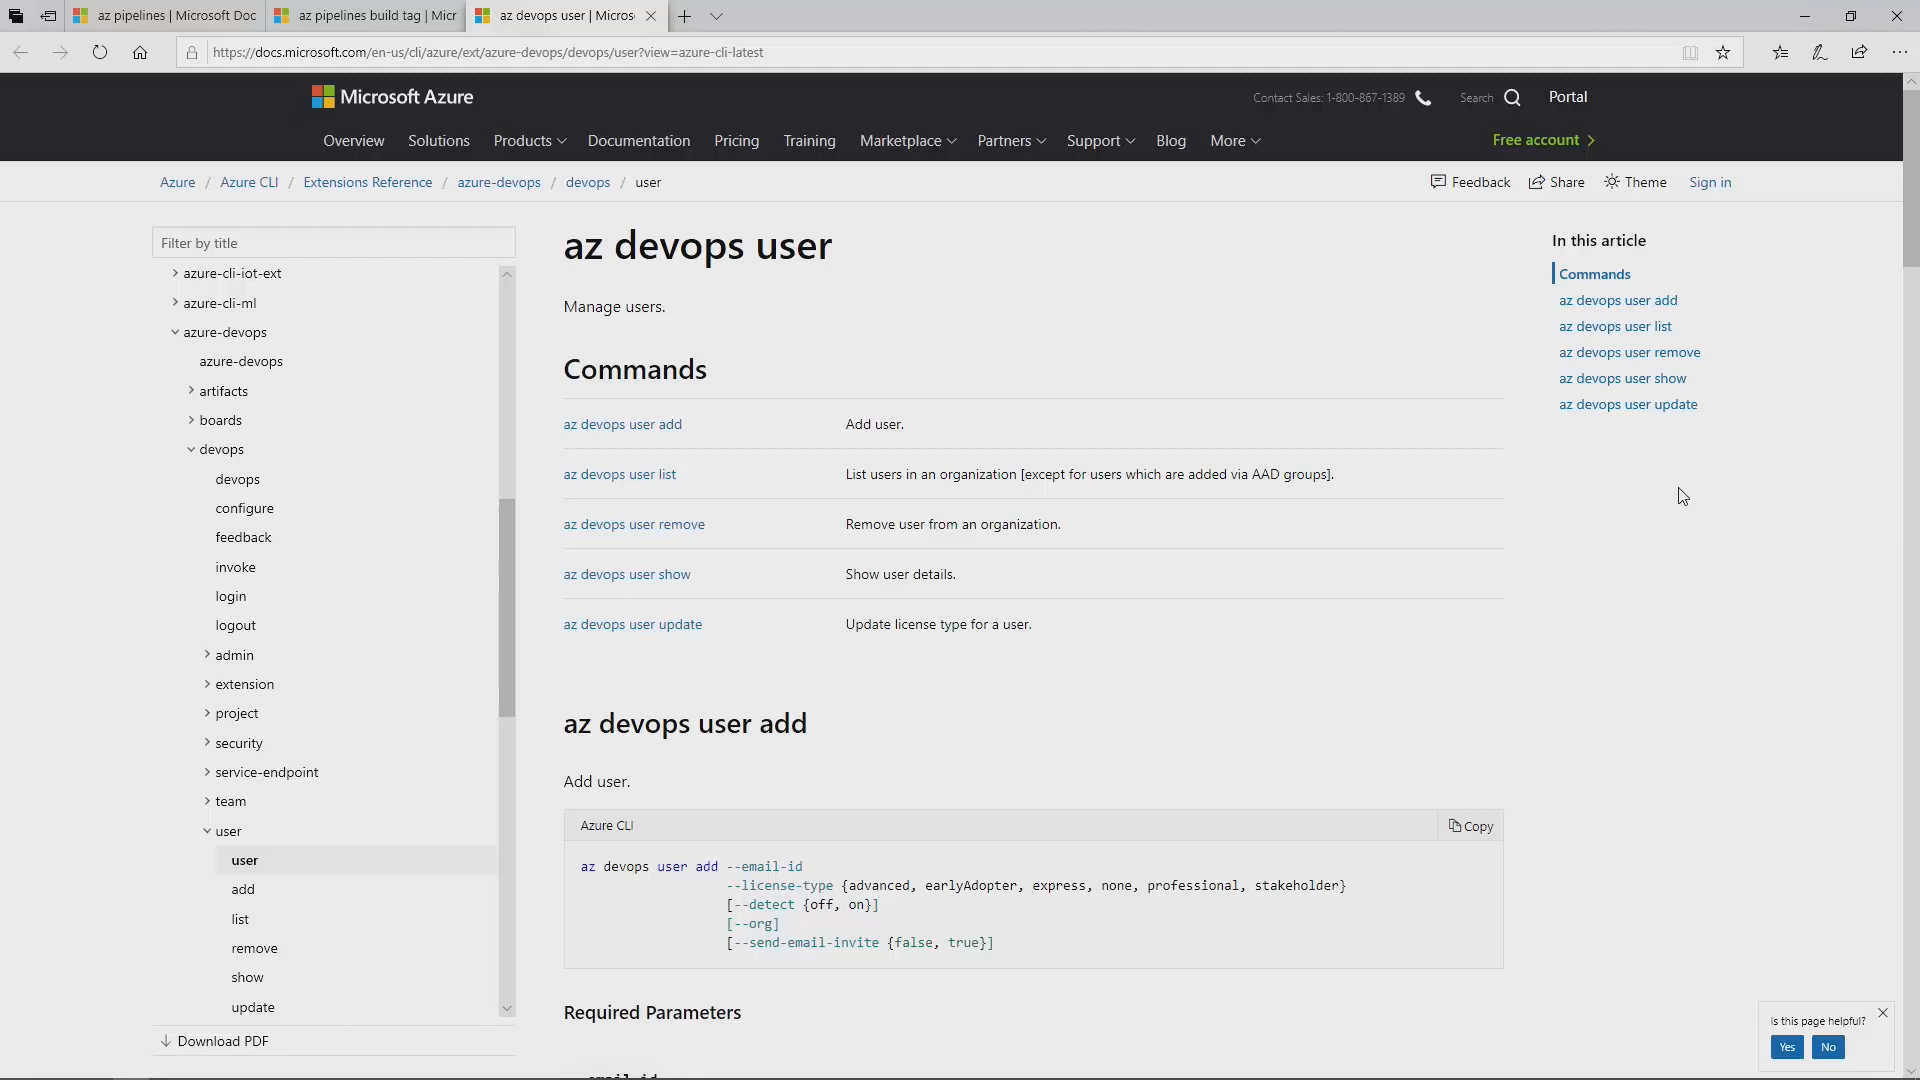 az pipelines | Microsoft Doc
az pipelines build tag | Micr
az devops user | Micros
https://docs.microsoft.com/en-us/cli/azure/ext/azure-devops/devops/user?view=azure-cli-latest
Microsoft Azure
Contact Sales: 1-800-867-1389
Search
Portal
Overview Solutions Products Documentation Pricing Training Marketplace Partners Support Blog More
Free account
Azure / Azure CLI / Extensions Reference / azure-devops / devops / user
Feedback Share Theme Sign in
Filter by title
azure-cli-iot-ext
azure-cli-ml
azure-devops
azure-devops
artifacts
boards
devops
devops
configure
feedback
invoke
login
logout
admin
extension
project
security
service-endpoint
team
user
user
add
list
remove
show
update
Download PDF
az devops user
Manage users.
Commands
az devops user add Add user.
az devops user list List users in an organization [except for users which are added via AAD groups].
az devops user remove Remove user from an organization.
az devops user show Show user details.
az devops user update Update license type for a user.
az devops user add
Add user.
Azure CLI
Copy
az devops user add --email-id
--license-type {advanced, earlyAdopter, express, none, professional, stakeholder}
[--detect {off, on}]
[--org]
[--send-email-invite {false, true}]
Required Parameters
In this article
Commands
az devops user add
az devops user list
az devops user remove
az devops user show
az devops user update
Is this page helpful?
Yes No